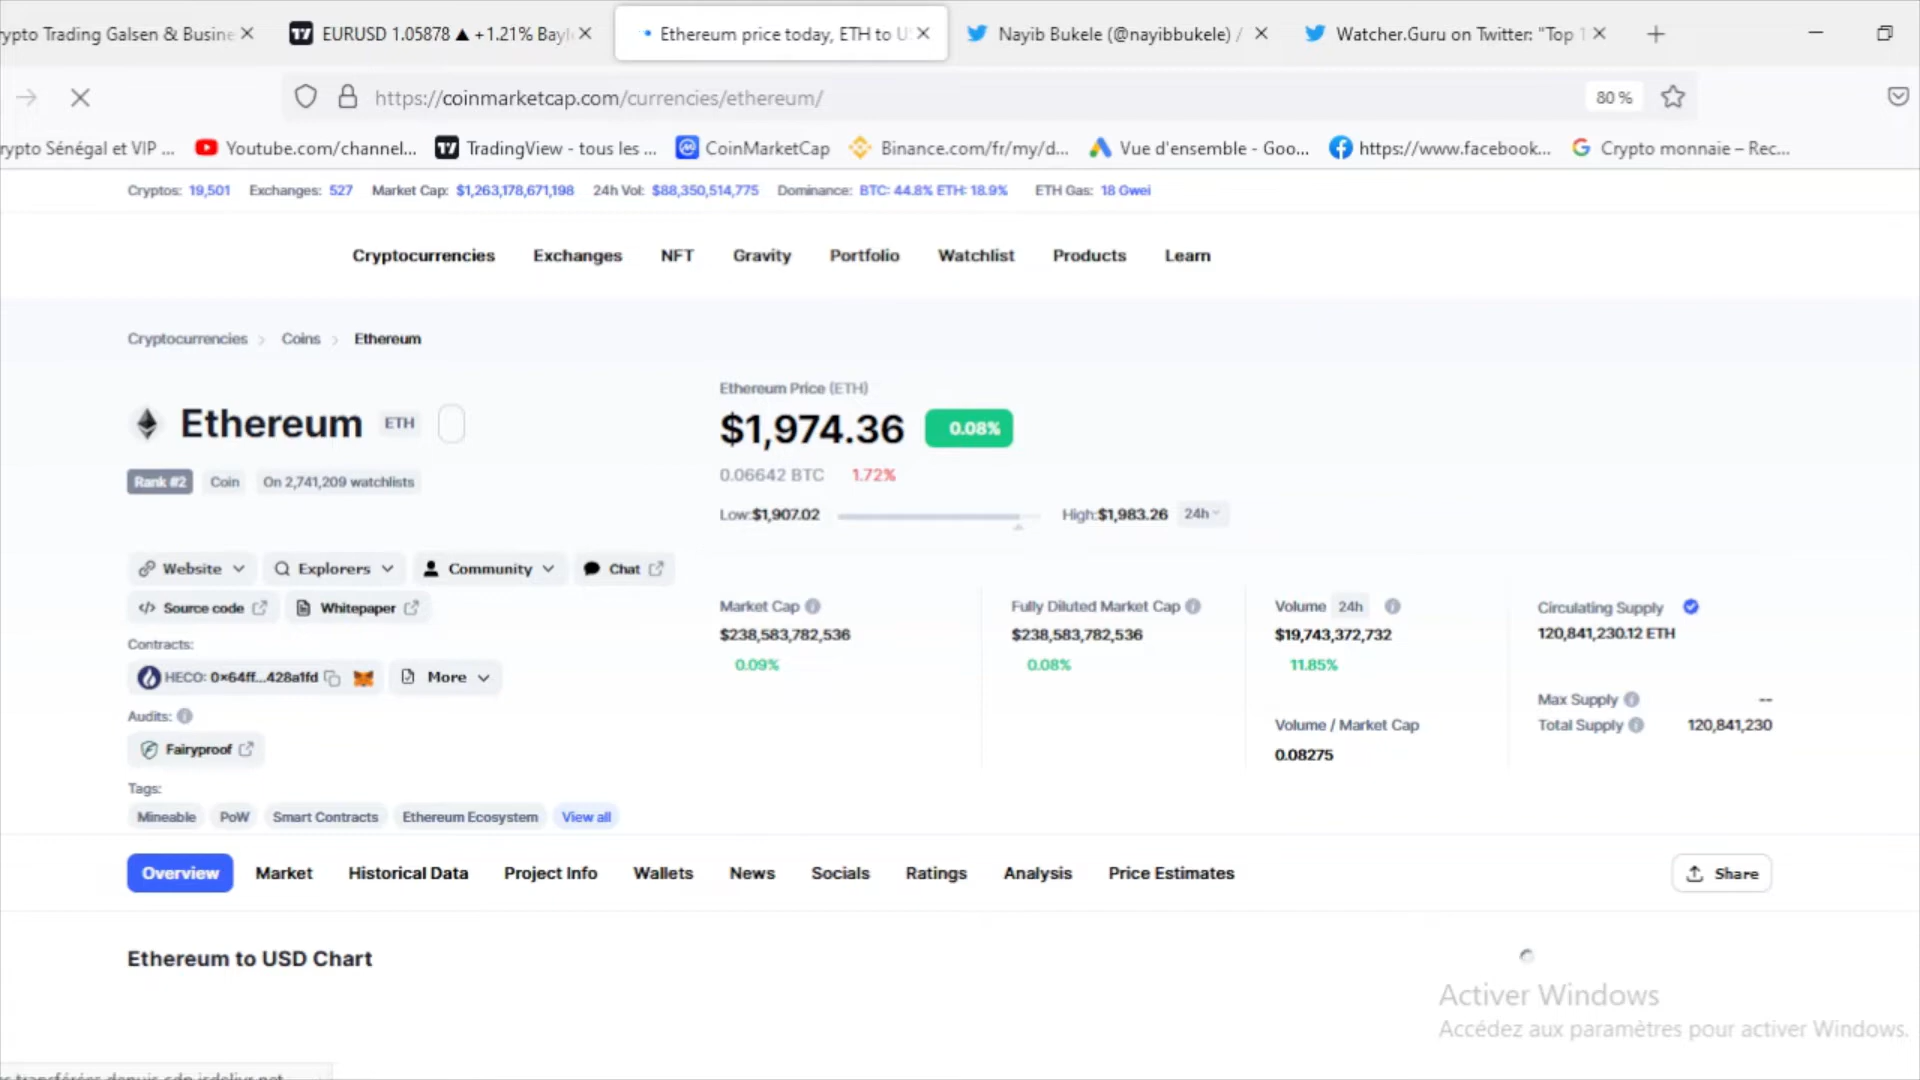 rypto Trading Galsen & Busine
EURUSD 1.05878 ▲ +1.21% Bayl
Ethereum price today, ETH to U
Nayib Bukele (@nayibbukele) /
Watcher.Guru on Twitter: "Top 1
https://coinmarketcap.com/currencies/ethereum/
80 %
rypto Sénégal et VIP ...
Youtube.com/channel...
TradingView - tous les ...
CoinMarketCap
Binance.com/fr/my/d...
Vue d'ensemble - Goo...
https://www.facebook...
Crypto monnaie – Rec...
Cryptos: 19,501 Exchanges: 527 Market Cap: $1,263,178,671,198 24h Vol: $88,350,514,775 Dominance: BTC: 44.8% ETH: 18.9% ETH Gas: 18 Gwei
Cryptocurrencies Exchanges NFT Gravity Portfolio Watchlist Products Learn
Cryptocurrencies > Coins > Ethereum
Ethereum ETH
Rank #2 Coin On 2,741,209 watchlists
Website Explorers Community Chat
Source code Whitepaper
Contracts:
HECO: 0x64ff...428a1fd More
Audits:
Fairyproof
Tags:
Mineable PoW Smart Contracts Ethereum Ecosystem View all
Ethereum Price (ETH)
$1,974.36 0.08%
0.06642 BTC 1.72%
Low:$1,907.02 High:$1,983.26 24h
Market Cap
$238,583,782,536
0.09%
Fully Diluted Market Cap
$238,583,782,536
0.08%
Volume 24h
$19,743,372,732
11.85%
Volume / Market Cap
0.08275
Circulating Supply
120,841,230.12 ETH
Max Supply --
Total Supply 120,841,230
Overview Market Historical Data Project Info Wallets News Socials Ratings Analysis Price Estimates Share
Ethereum to USD Chart
Activer Windows
Accédez aux paramètres pour activer Windows.